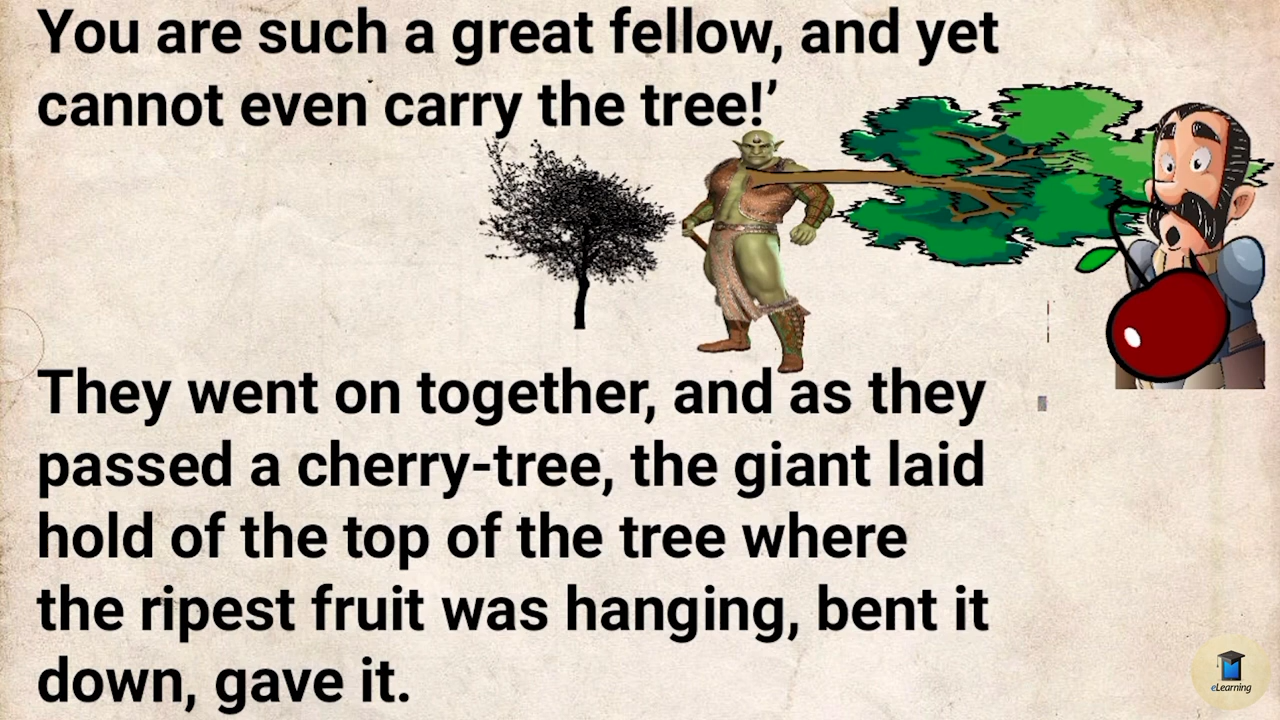 You are such a great fellow, and yet
cannot even carry the tree!’
They went on together, and as they
passed a cherry-tree, the giant laid
hold of the top of the tree where
the ripest fruit was hanging, bent it
down, gave it.
eLearning